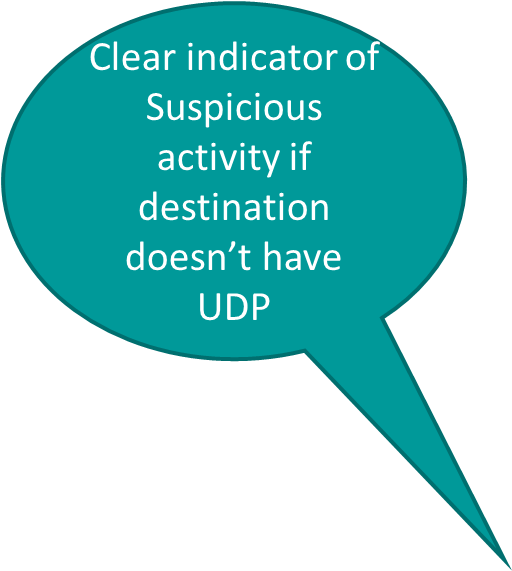 Clear indicator of
Suspicious
activity if
destination
doesn’t have
UDP